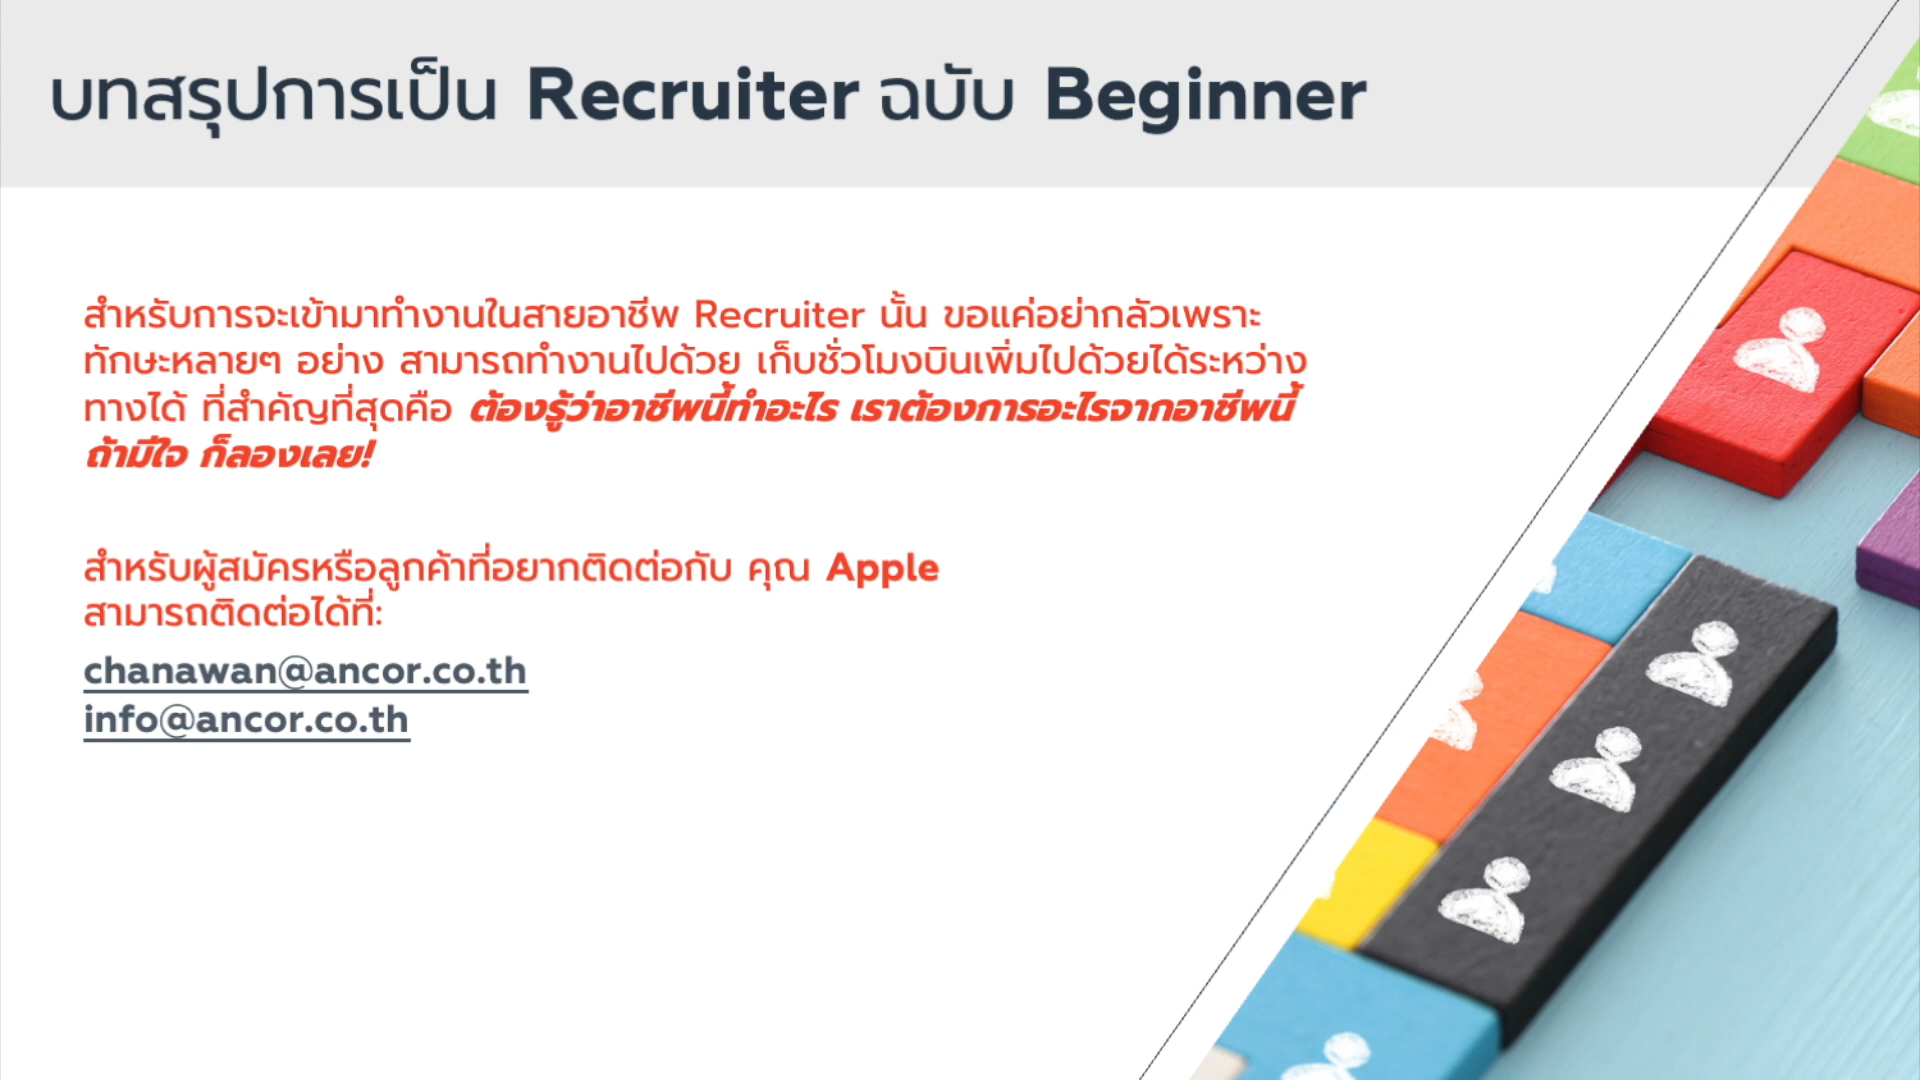 บทสรุปการเป็น Recruiter ฉบับ Beginner
สำหรับการจะเข้ามาทำงานในสายอาชีพ Recruiter นั้น ขอแค่อย่ากลัวเพราะ
ทักษะหลายๆ อย่าง สามารถทำงานไปด้วย เก็บชั่วโมงบินเพิ่มไปด้วยได้ระหว่าง
ทางได้ ที่สำคัญที่สุดคือ ต้องรู้ว่าอาชีพนี้ทำอะไร เราต้องการอะไรจากอาชีพนี้
ถ้ามีใจ ก็ลองเลย!
สำหรับผู้สมัครหรือลูกค้าที่อยากติดต่อกับ คุณ Apple
สามารถติดต่อได้ที่:
chanawan@ancor.co.th
info@ancor.co.th